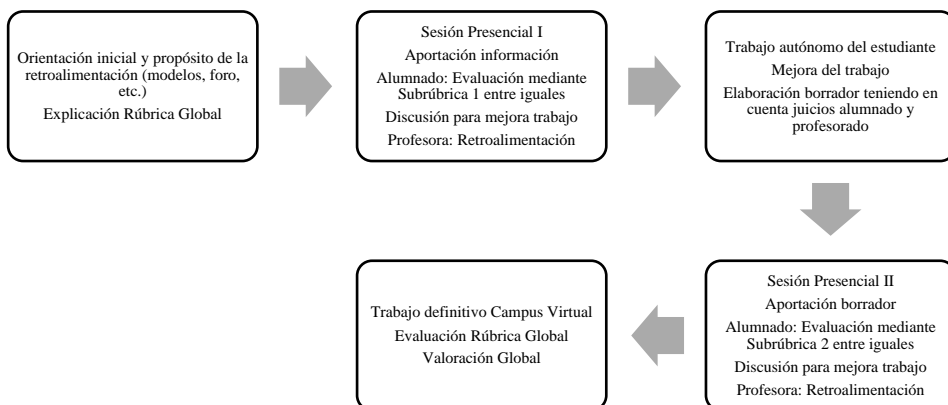 Orientación inicial y propósito de la
retroalimentación (modelos, foro,
etc.)
Explicación Rúbrica Global
Sesión Presencial I
Aportación información
Alumnado: Evaluación mediante
Subrúbrica 1 entre iguales
Discusión para mejora trabajo
Profesora: Retroalimentación
Trabajo autónomo del estudiante
Mejora del trabajo
Elaboración borrador teniendo en
cuenta juicios alumnado y
profesorado
Sesión Presencial II
Aportación borrador
Alumnado: Evaluación mediante
Subrúbrica 2 entre iguales
Discusión para mejora trabajo
Profesora: Retroalimentación
Trabajo definitivo Campus Virtual
Evaluación Rúbrica Global
Valoración Global